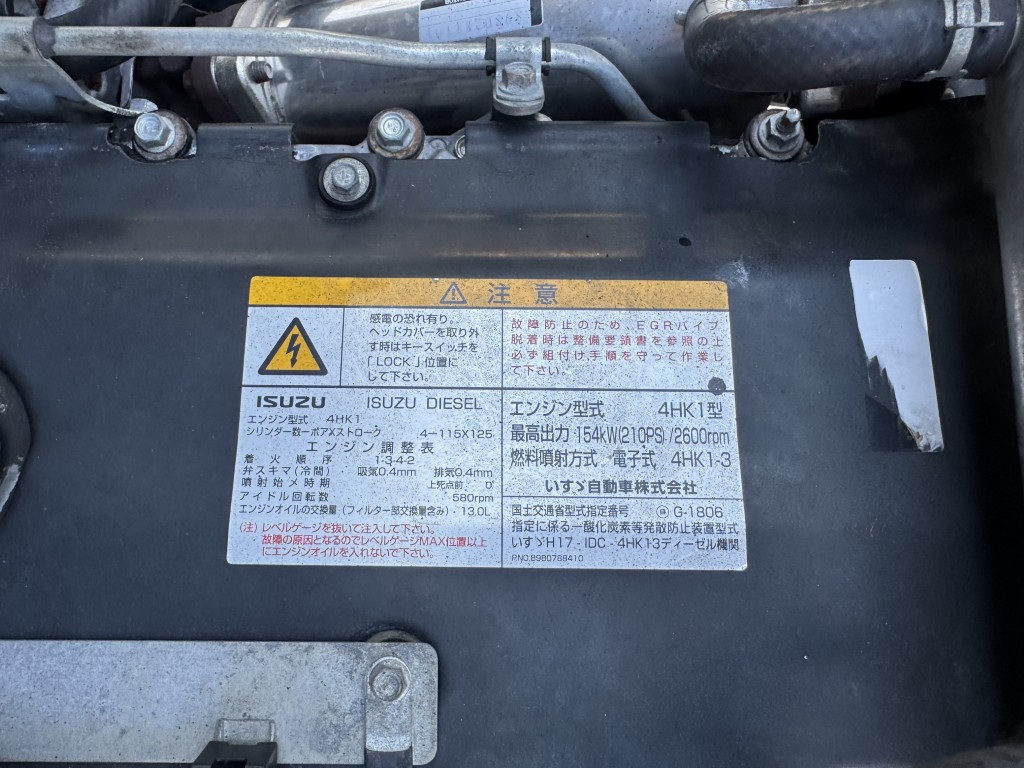 ⚠ 注意
感電の恐れ有り。
ヘッドカバーを取り外
す時はキースイッチを
「LOCK」位置に
して下さい。
故障防止のため、EGRパイプ
脱着時は整備要領書を参照の上
必ず組付け手順を守って作業し
て下さい。
ISUZU ISUZU DIESEL
エンジン型式 4HK1
シリンダー数-ボア×ストローク 4-115X125
エンジン調整表
着火順序 1-3-4-2
弁スキマ(冷間) 吸気0.4mm 排気0.4mm
噴射始メ時期 上死点前 0°
アイドル回転数 580rpm
エンジンオイルの交換量(フィルター部交換量含み)-13.0L
(注)レベルゲージを抜いて注入して下さい。
故障の原因となるのでレベルゲージMAX位置以上
にエンジンオイルを入れないで下さい。
エンジン型式 4HK1型
最高出力 154kW(210PS)/2600rpm
燃料噴射方式 電子式 4HK1-3
いすゞ自動車株式会社
国土交通省型式指定番号 G-1806
指定に係る一酸化炭素等発散防止装置型式
いすゞH17-IDC-4HK13ディーゼル機関
P.NO.8980788410